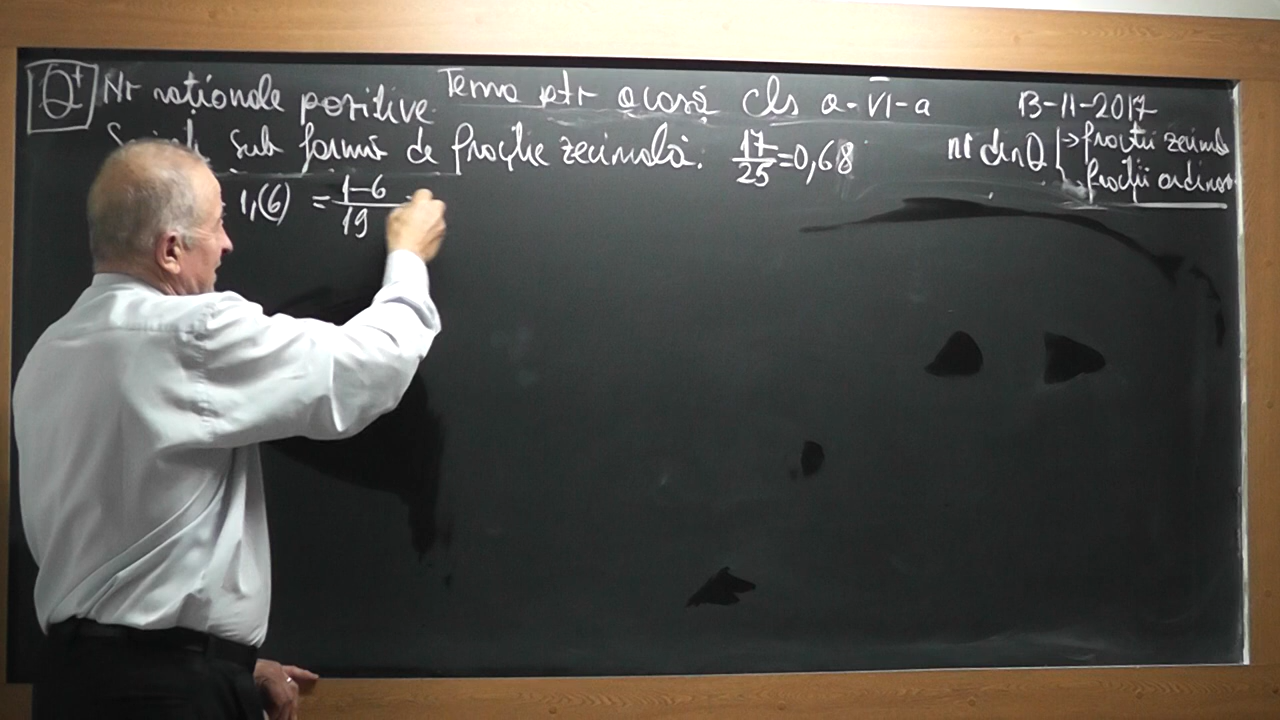 Q+ Nr raționale pozitive. Tema ptr acasă cls a-VI-a 13-11-2017
sub formă de fracție zecimală. 17/25 = 0,68 nr din Q → fracții zecimale
fracții ordinare
1,(6) = 1-6/19